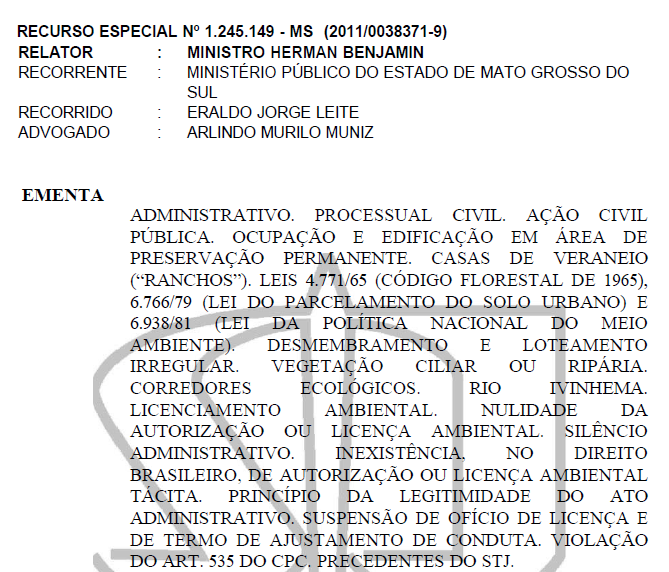 RECURSO ESPECIAL Nº 1.245.149 - MS (2011/0038371-9)
RELATOR : MINISTRO HERMAN BENJAMIN
RECORRENTE : MINISTÉRIO PÚBLICO DO ESTADO DE MATO GROSSO DO
SUL
RECORRIDO : ERALDO JORGE LEITE
ADVOGADO : ARLINDO MURILO MUNIZ
EMENTA
ADMINISTRATIVO. PROCESSUAL CIVIL. AÇÃO CIVIL
PÚBLICA. OCUPAÇÃO E EDIFICAÇÃO EM ÁREA DE
PRESERVAÇÃO PERMANENTE. CASAS DE VERANEIO
(“RANCHOS”). LEIS 4.771/65 (CÓDIGO FLORESTAL DE 1965),
6.766/79 (LEI DO PARCELAMENTO DO SOLO URBANO) E
6.938/81 (LEI DA POLÍTICA NACIONAL DO MEIO
AMBIENTE). DESMEMBRAMENTO E LOTEAMENTO
IRREGULAR. VEGETAÇÃO CILIAR OU RIPÁRIA.
CORREDORES ECOLÓGICOS. RIO IVINHEMA.
LICENCIAMENTO AMBIENTAL. NULIDADE DA
AUTORIZAÇÃO OU LICENÇA AMBIENTAL. SILÊNCIO
ADMINISTRATIVO. INEXISTÊNCIA, NO DIREITO
BRASILEIRO, DE AUTORIZAÇÃO OU LICENÇA AMBIENTAL
TÁCITA. PRINCÍPIO DA LEGITIMIDADE DO ATO
ADMINISTRATIVO. SUSPENSÃO DE OFÍCIO DE LICENÇA E
DE TERMO DE AJUSTAMENTO DE CONDUTA. VIOLAÇÃO
DO ART. 535 DO CPC. PRECEDENTES DO STJ.